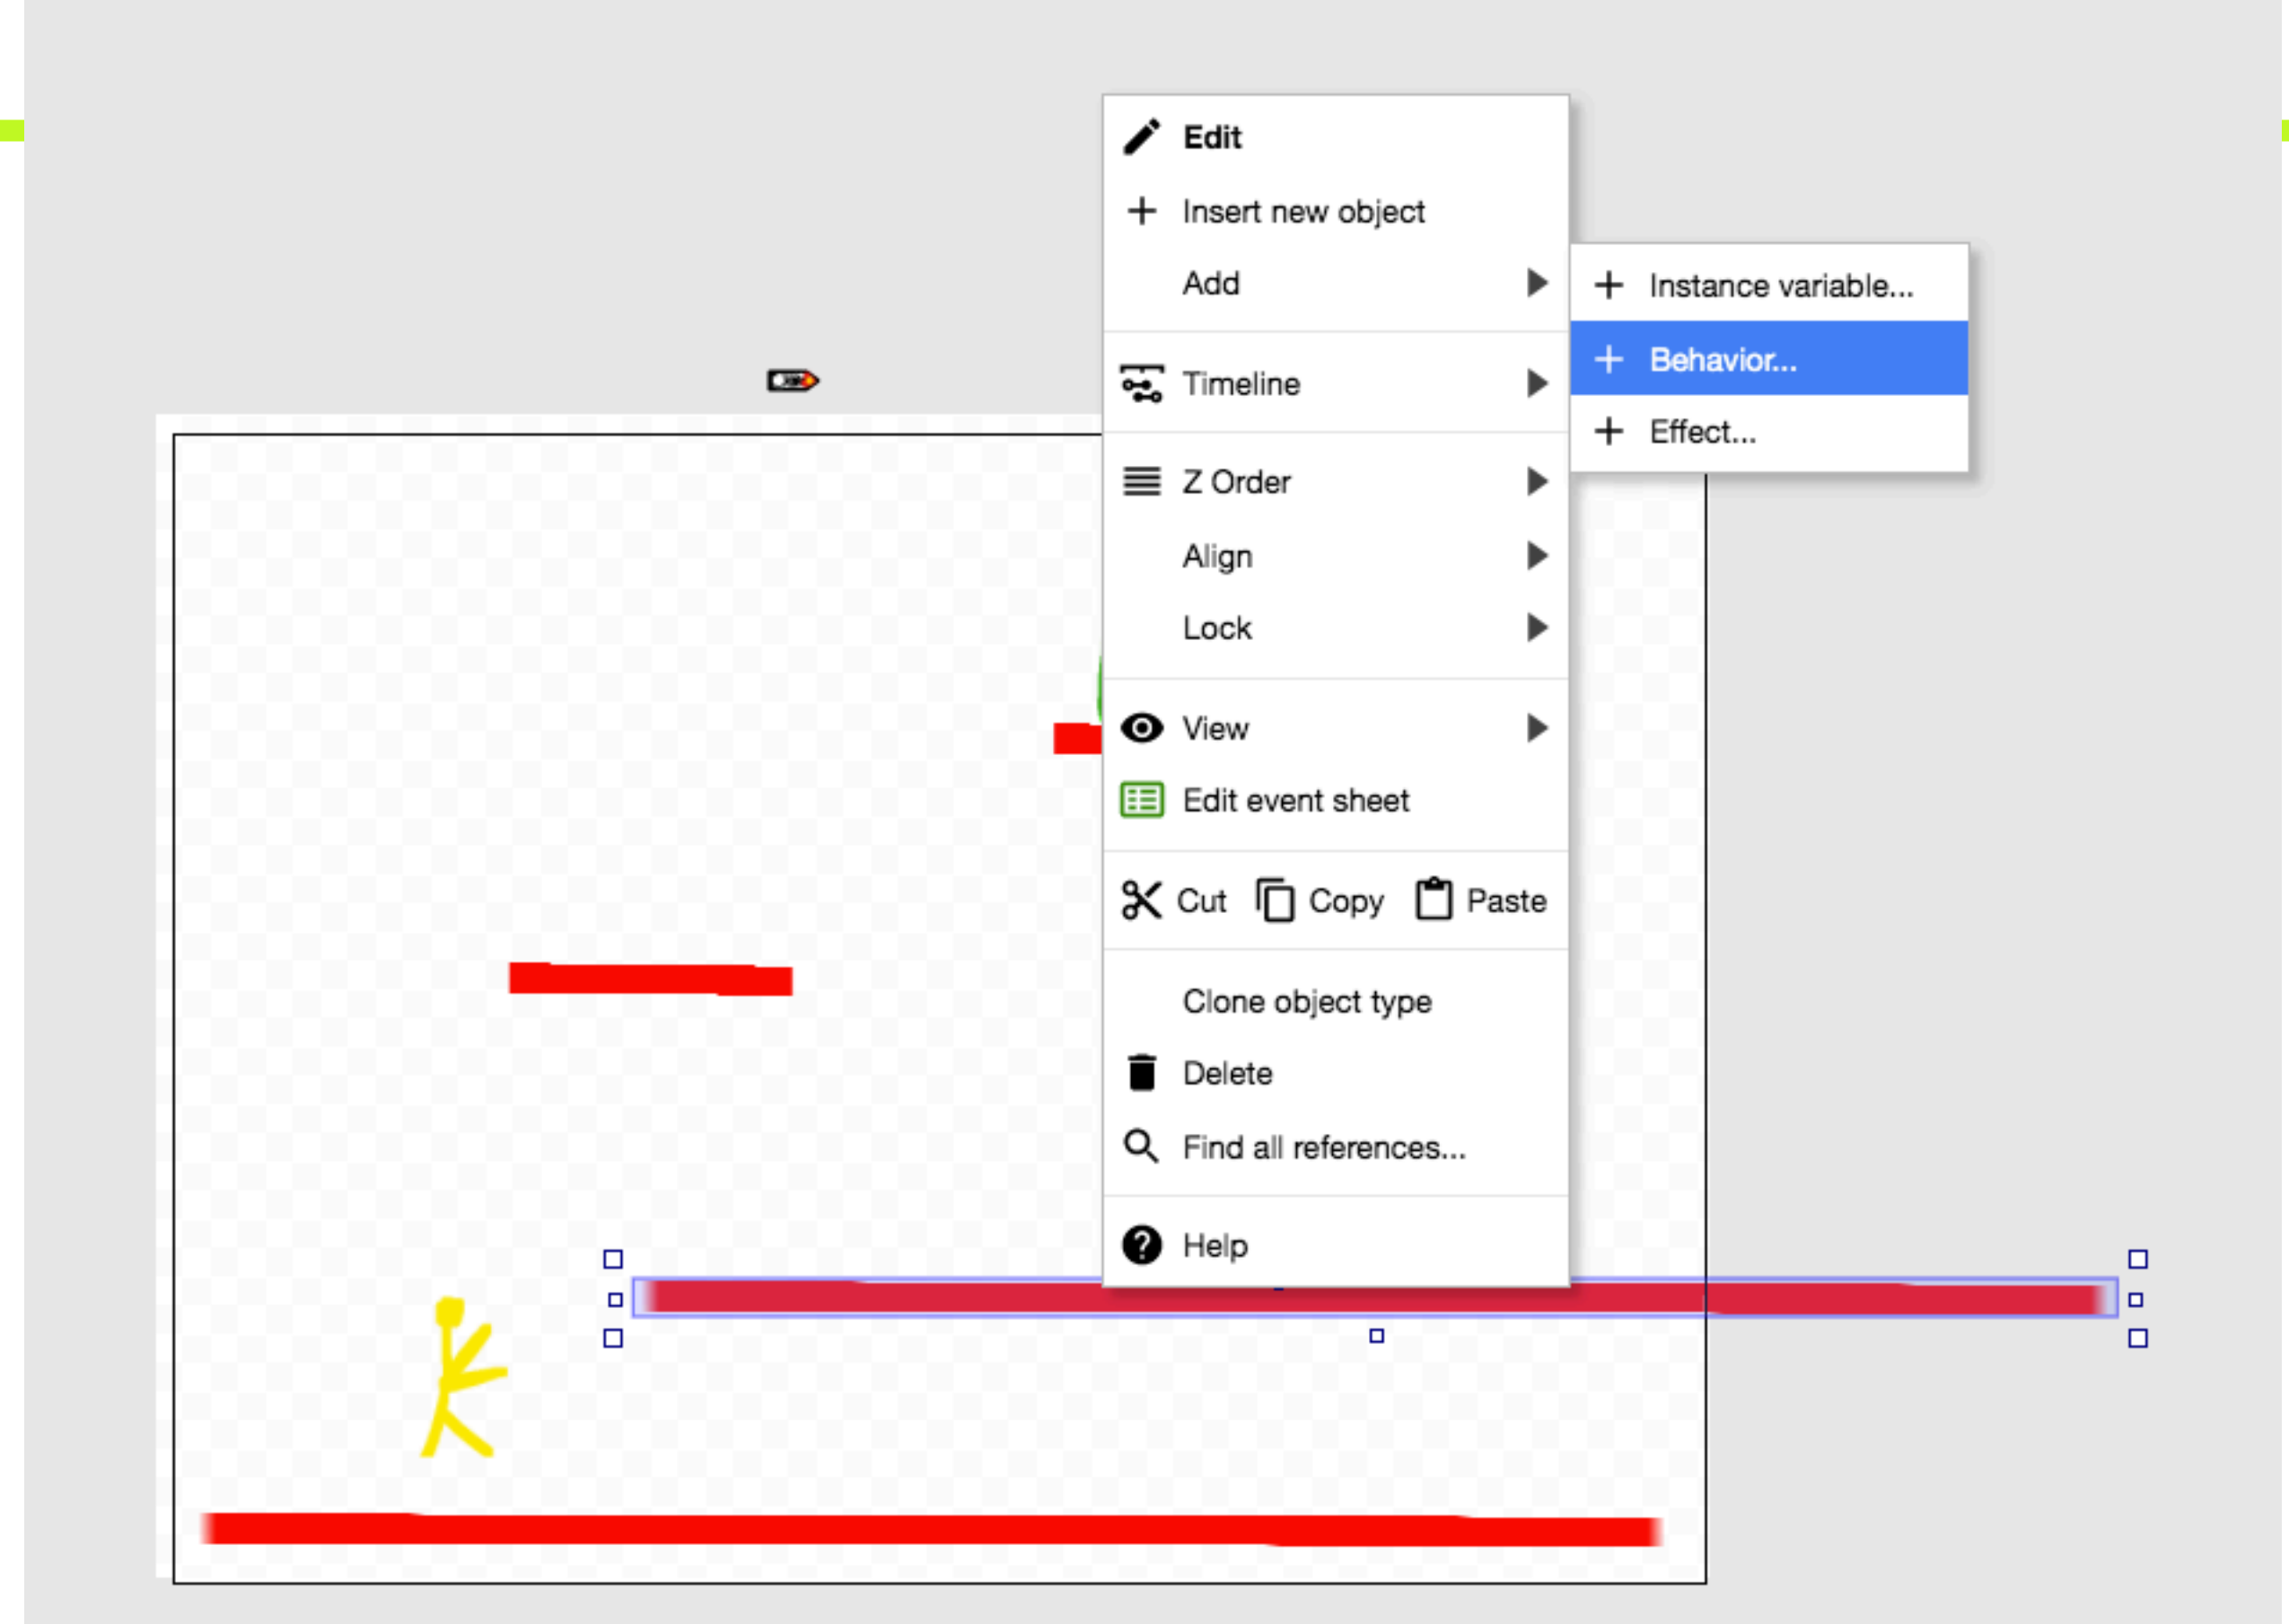 Edit
Insert new object
Add
Instance variable...
Behavior...
Effect...
Timeline
Z Order
Align
Lock
View
Edit event sheet
Cut Copy Paste
Clone object type
Delete
Find all references...
Help